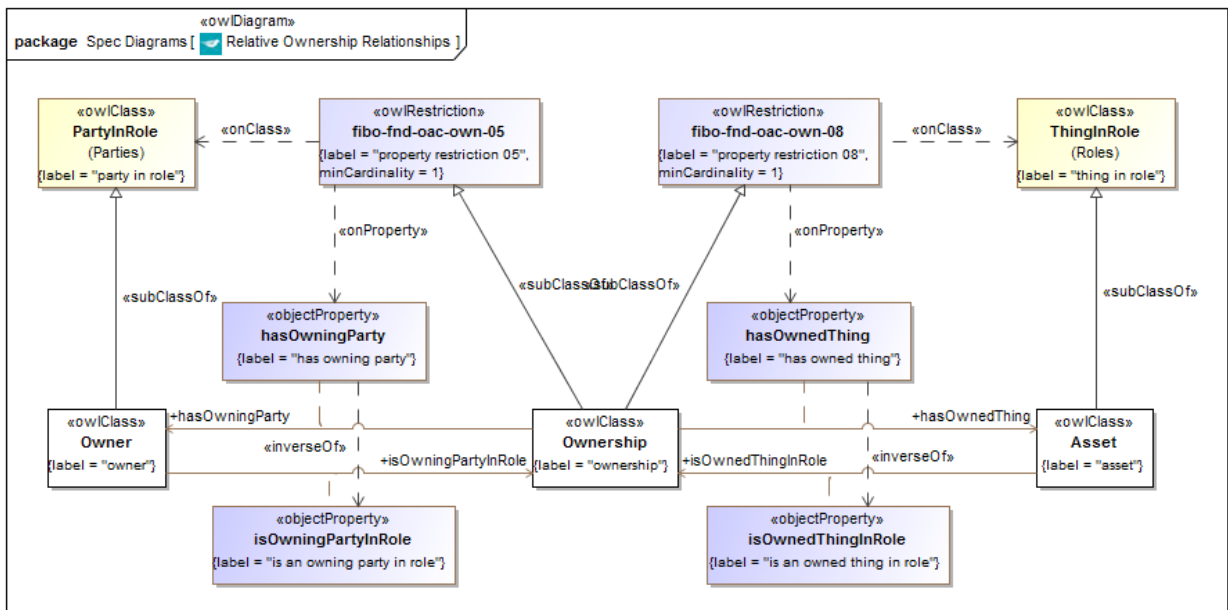 «owlDiagram»
package Spec Diagrams [ Relative Ownership Relationships ]
«owlClass»
PartyInRole
(Parties)
{label = "party in role"}
«onClass»
«owlRestriction»
fibo-fnd-oac-own-05
{label = "property restriction 05",
minCardinality = 1}
«owlRestriction»
fibo-fnd-oac-own-08
{label = "property restriction 08",
minCardinality = 1}
«onClass»
«owlClass»
ThingInRole
(Roles)
{label = "thing in role"}
«onProperty»
«onProperty»
«subClassOf»
«subClassOf»
«subClassOf»
«subClassOf»
«objectProperty»
hasOwningParty
{label = "has owning party"}
«objectProperty»
hasOwnedThing
{label = "has owned thing"}
«owlClass»
Owner
{label = "owner"}
+hasOwningParty
«inverseOf»
+isOwningPartyInRole
«owlClass»
Ownership
{label = "ownership"}
+hasOwnedThing
«inverseOf»
+isOwnedThingInRole
«owlClass»
Asset
{label = "asset"}
«objectProperty»
isOwningPartyInRole
{label = "is an owning party in role"}
«objectProperty»
isOwnedThingInRole
{label = "is an owned thing in role"}